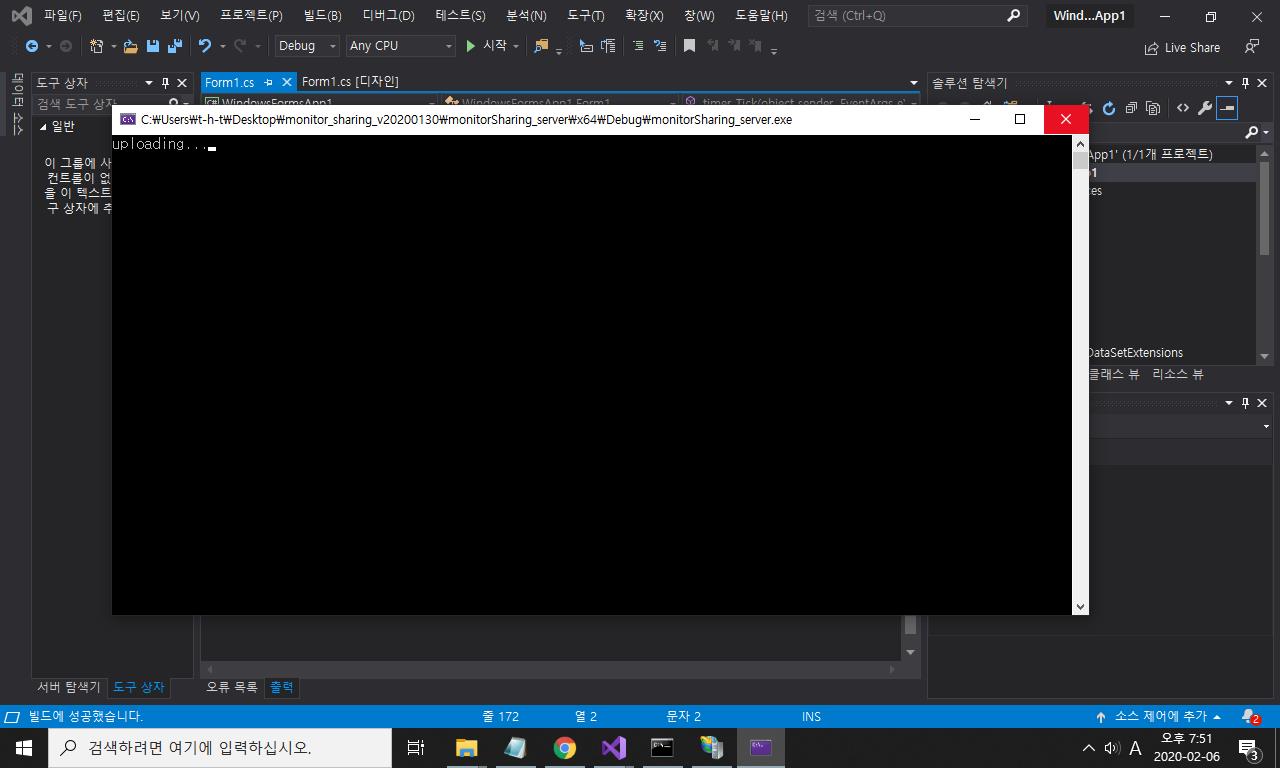 파일(F) 편집(E) 보기(V) 프로젝트(P) 빌드(B) 디버그(D) 테스트(S) 분석(N) 도구(T) 확장(X) 창(W) 도움말(H) 검색 (Ctrl+Q) Wind...App1
Debug Any CPU 시작 Live Share
데이터 소스
도구 상자
검색 도구 상자
일반
이 그룹에 사
컨트롤이 없
을 이 텍스트
구 상자에 추
Form1.cs Form1.cs [디자인]
WindowsFormsApp1 WindowsFormsApp1.Form1 timer_Tick(object sender, EventArgs e)
C:₩Users₩t-h-t₩Desktop₩monitor_sharing_v20200130₩monitorSharing_server₩x64₩Debug₩monitorSharing_server.exe
uploading...
솔루션 탐색기
App1' (1/1개 프로젝트)
DataSetExtensions
클래스 뷰 리소스 뷰
서버 탐색기 도구 상자 오류 목록 출력
빌드에 성공했습니다. 줄 172 열 2 문자 2 INS 소스 제어에 추가 2
검색하려면 여기에 입력하십시오. A 오후 7:51
2020-02-06 3